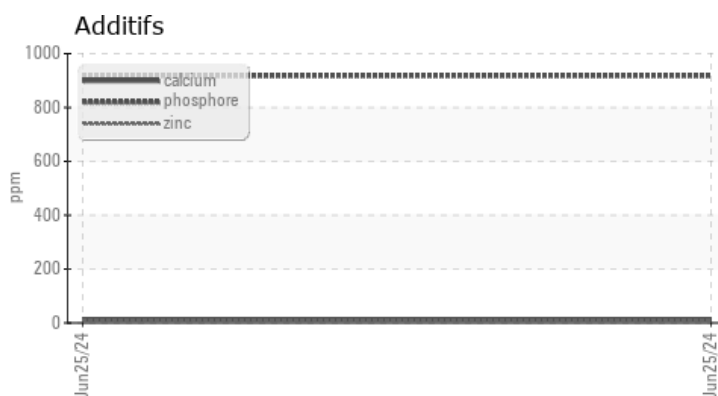 Additifs
1000
800
600
400
200
0
ppm
calcium
phosphore
zinc
Jun25/24
Jun25/24